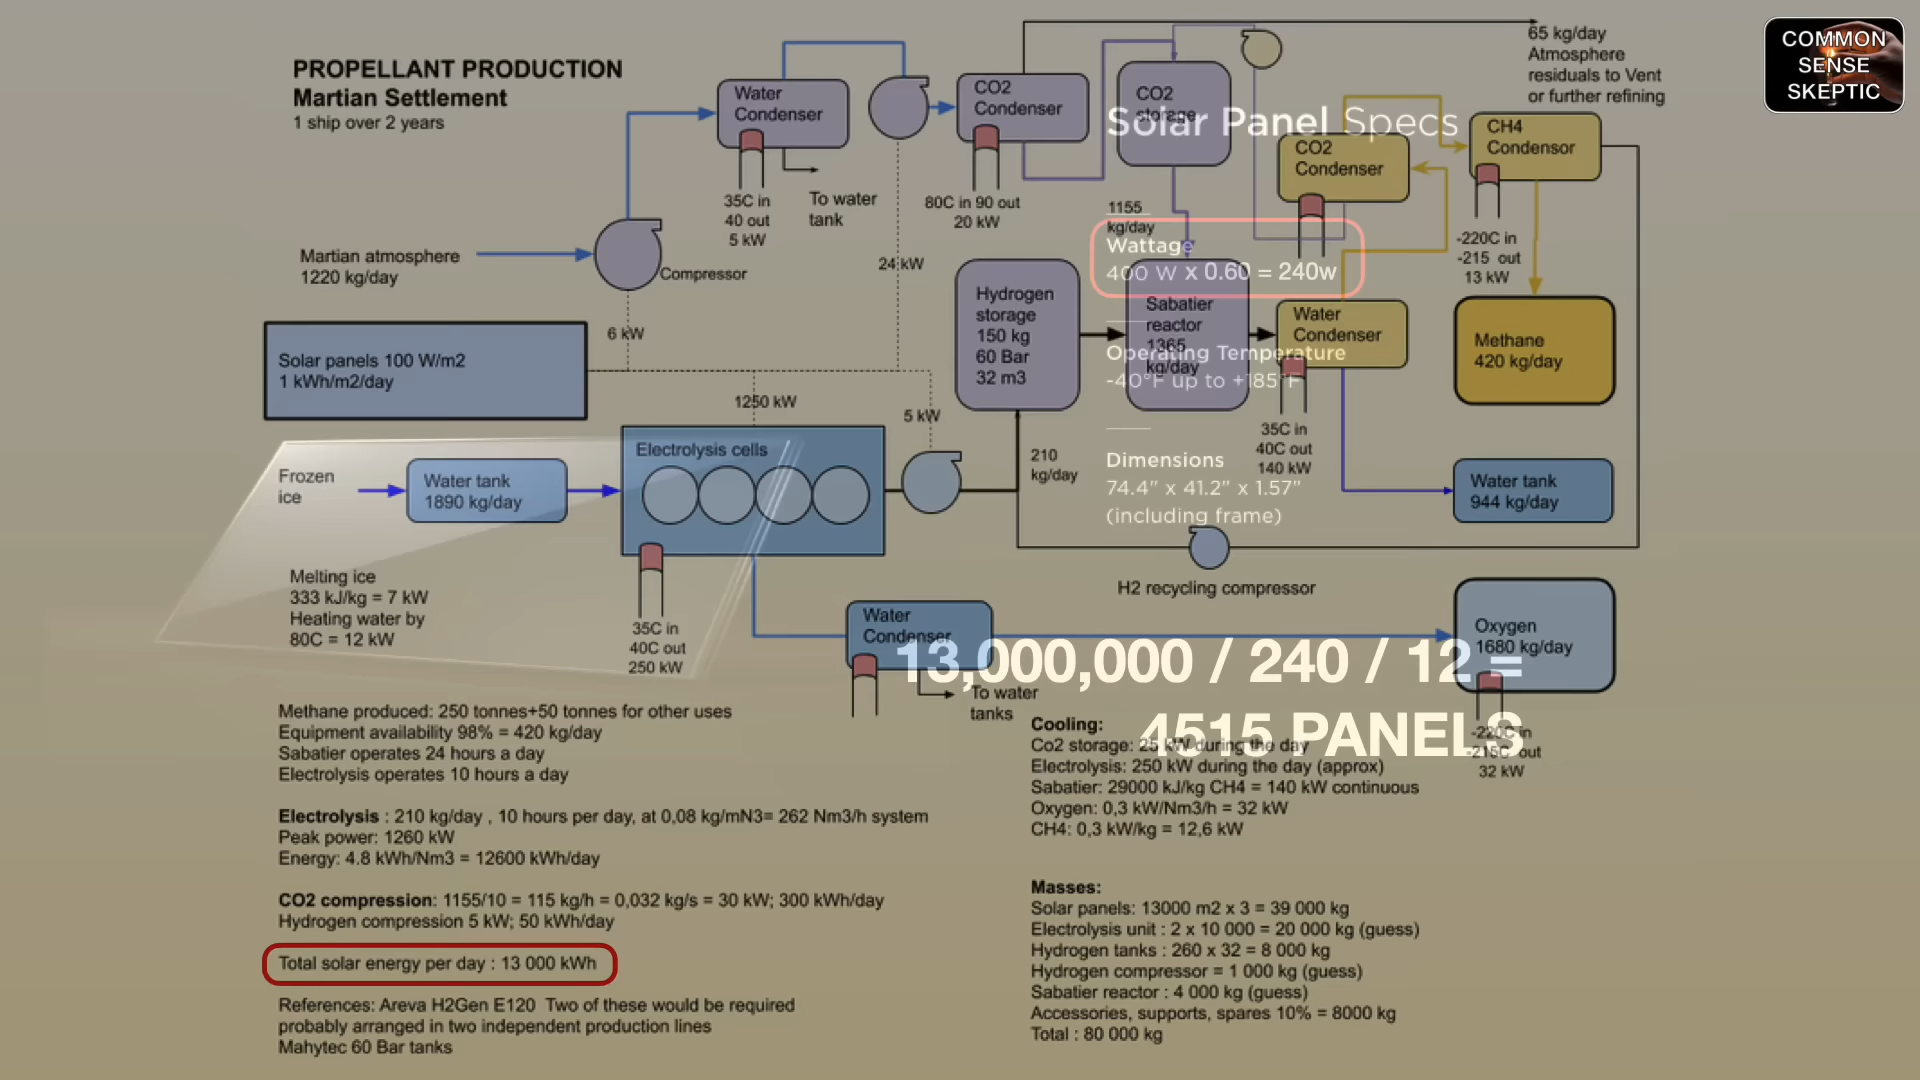 COMMON
SENSE
SKEPTIC
PROPELLANT PRODUCTION
Martian Settlement
1 ship over 2 years
Water
Condenser
35C in
40 out
5 kW
To water
tank
24 kW
CO2
Condenser
80C in 90 out
20 kW
CO2
storage
1155
kg/day
65 kg/day
Atmosphere
residuals to Vent
or further refining
CO2
Condenser
CH4
Condensor
-220C in
-215 out
13 kW
Solar Panel Specs
Wattage
400 W x 0.60 = 240w
Operating Temperature
-40°F up to +185°F
Dimensions
74.4" x 41.2" x 1.57"
(including frame)
Martian atmosphere
1220 kg/day
Compressor
6 kW
Solar panels 100 W/m2
1 kWh/m2/day
1250 kW
5 kW
Hydrogen
storage
150 kg
60 Bar
32 m3
Sabatier
reactor
1365
kg/day
Water
Condenser
35C in
40C out
140 kW
Methane
420 kg/day
Frozen
ice
Water tank
1890 kg/day
Electrolysis cells
210
kg/day
Water tank
944 kg/day
H2 recycling compressor
Melting ice
333 kJ/kg = 7 kW
Heating water by
80C = 12 kW
35C in
40C out
250 kW
Water
Condenser
To water
tanks
Oxygen
1680 kg/day
-220C in
-215C out
32 kW
13,000,000 / 240 / 12 =
4515 PANELS
Methane produced: 250 tonnes+50 tonnes for other uses
Equipment availability 98% = 420 kg/day
Sabatier operates 24 hours a day
Electrolysis operates 10 hours a day
Electrolysis : 210 kg/day , 10 hours per day, at 0,08 kg/mN3= 262 Nm3/h system
Peak power: 1260 kW
Energy: 4.8 kWh/Nm3 = 12600 kWh/day
CO2 compression: 1155/10 = 115 kg/h = 0,032 kg/s = 30 kW; 300 kWh/day
Hydrogen compression 5 kW; 50 kWh/day
Total solar energy per day : 13 000 kWh
References: Areva H2Gen E120 Two of these would be required
probably arranged in two independent production lines
Mahytec 60 Bar tanks
Cooling:
Co2 storage: 25 kW during the day
Electrolysis: 250 kW during the day (approx)
Sabatier: 29000 kJ/kg CH4 = 140 kW continuous
Oxygen: 0,3 kW/Nm3/h = 32 kW
CH4: 0,3 kW/kg = 12,6 kW
Masses:
Solar panels: 13000 m2 x 3 = 39 000 kg
Electrolysis unit : 2 x 10 000 = 20 000 kg (guess)
Hydrogen tanks : 260 x 32 = 8 000 kg
Hydrogen compressor = 1 000 kg (guess)
Sabatier reactor : 4 000 kg (guess)
Accessories, supports, spares 10% = 8000 kg
Total : 80 000 kg